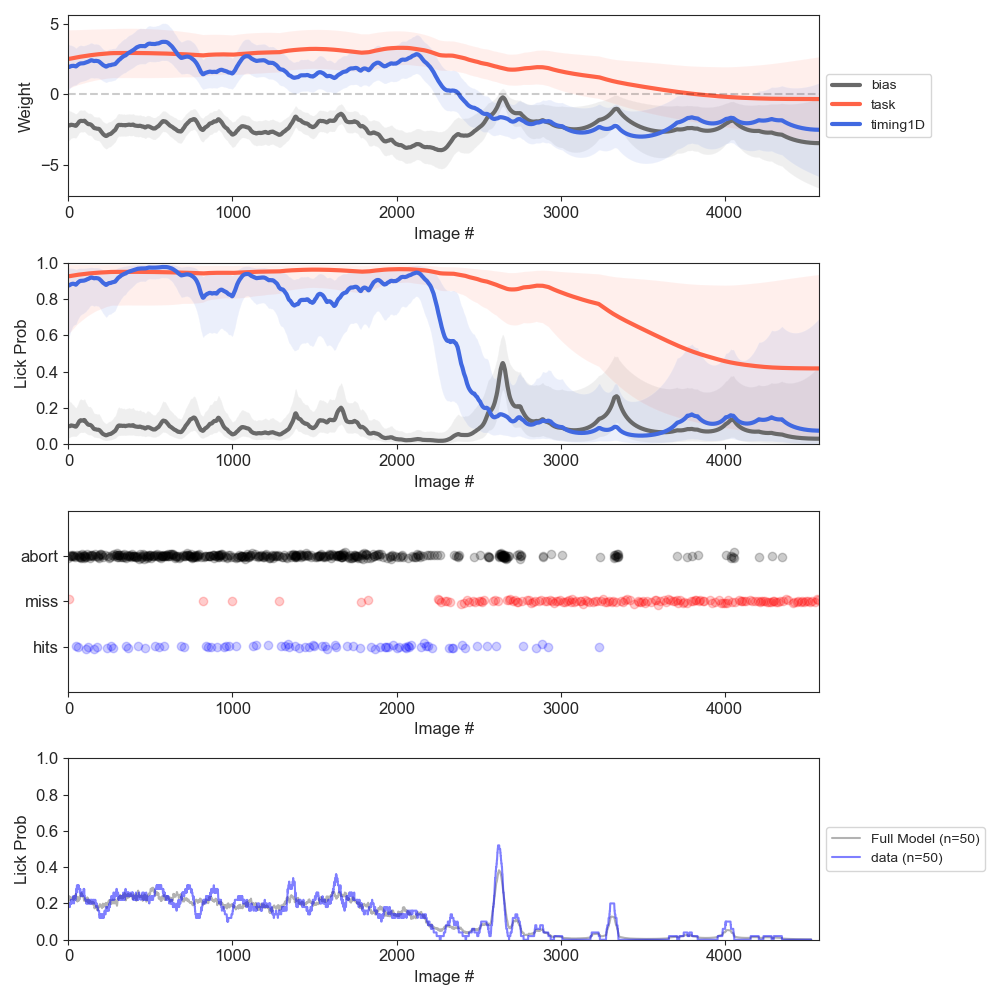 5
0
−5
Weight
0 1000 2000 3000 4000
Image #
bias
task
timing1D
1.0
0.8
0.6
0.4
0.2
0.0
Lick Prob
0 1000 2000 3000 4000
Image #
abort
miss
hits
0 1000 2000 3000 4000
Image #
1.0
0.8
0.6
0.4
0.2
0.0
Lick Prob
0 1000 2000 3000 4000
Image #
Full Model (n=50)
data (n=50)